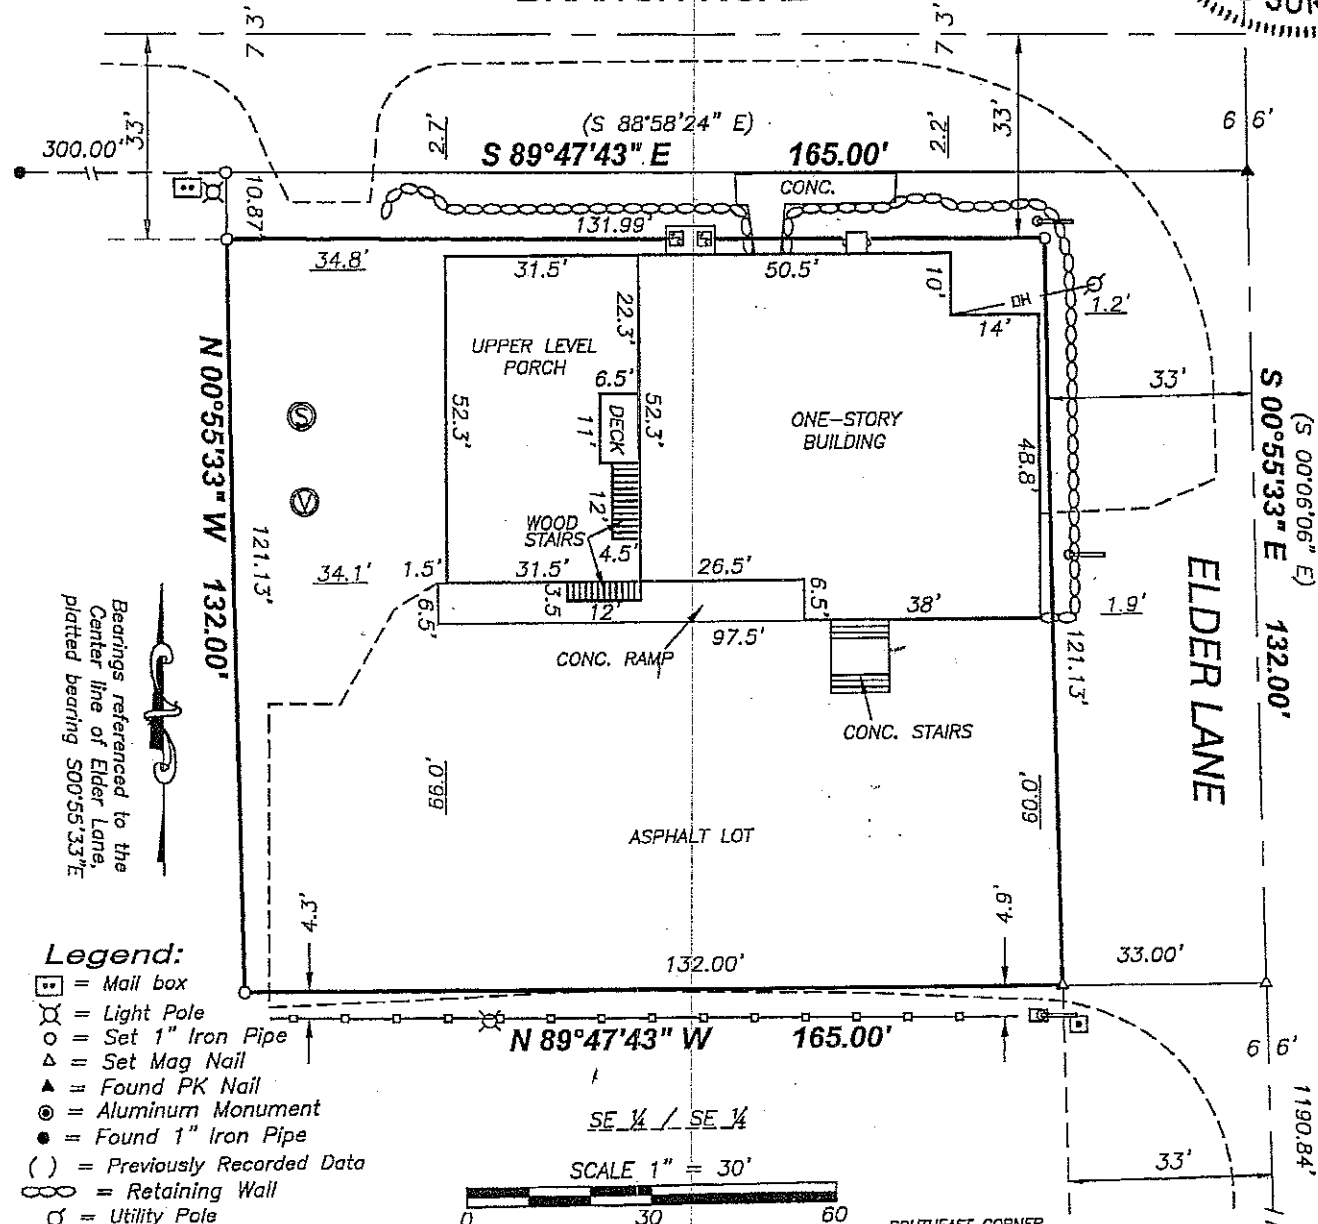 7 3'
7 3'
33'
2.7'
(S 88°58'24" E)
2.2'
33'
6 6'
300.00'
S 89°47'43" E 165.00'
CONC.
10.87'
131.99'
34.8'
31.5'
50.5'
10'
OH
1.2'
14'
22.3'
UPPER LEVEL
PORCH
6.5'
DECK
11'
52.3'
52.3'
ONE-STORY
BUILDING
33'
48.8'
N 00°55'33" W 132.00'
S 00°55'33" E 132.00'
(S 00°06'06" E)
S
V
12'
WOOD
STAIRS
4.5'
121.13'
34.1'
1.5'
31.5'
26.5'
6.5'
3.5
12'
6.5'
38'
1.9'
97.5'
CONC. RAMP
121.13'
ELDER LANE
CONC. STAIRS
Bearings referenced to the
Center line of Elder Lane,
platted bearing S00°55'33"E
66.0'
60.0'
ASPHALT LOT
4.3'
4.9'
132.00'
33.00'
N 89°47'43" W 165.00'
6 6'
1190.84'
33'
Legend:
= Mail box
= Light Pole
= Set 1" Iron Pipe
= Set Mag Nail
= Found PK Nail
= Aluminum Monument
= Found 1" Iron Pipe
( ) = Previously Recorded Data
= Retaining Wall
= Utility Pole
SE ¼ / SE ¼
SCALE 1" = 30'
0 30 60